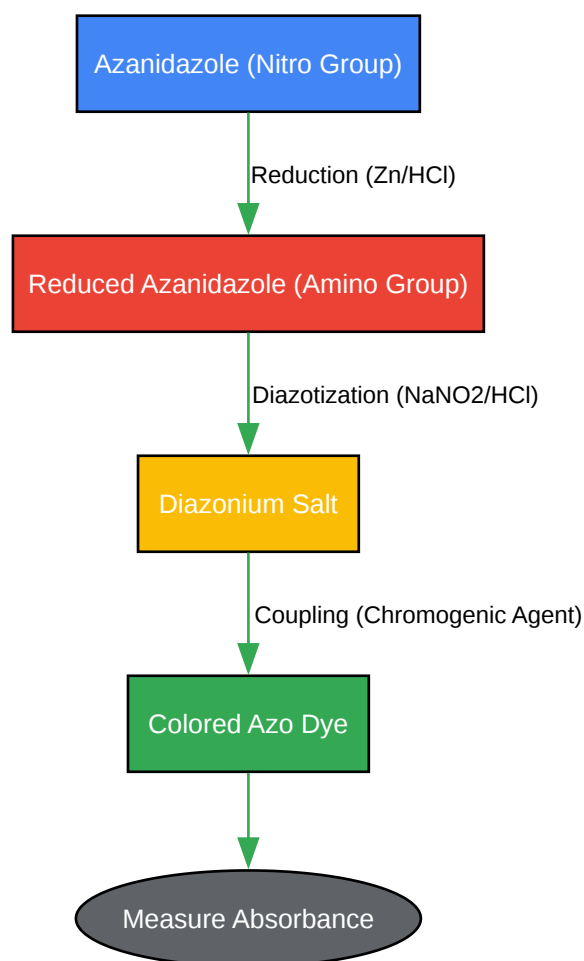 Azanidazole (Nitro Group)
Reduction (Zn/HCl)
Reduced Azanidazole (Amino Group)
Diazotization (NaNO2/HCl)
Diazonium Salt
Coupling (Chromogenic Agent)
Colored Azo Dye
Measure Absorbance